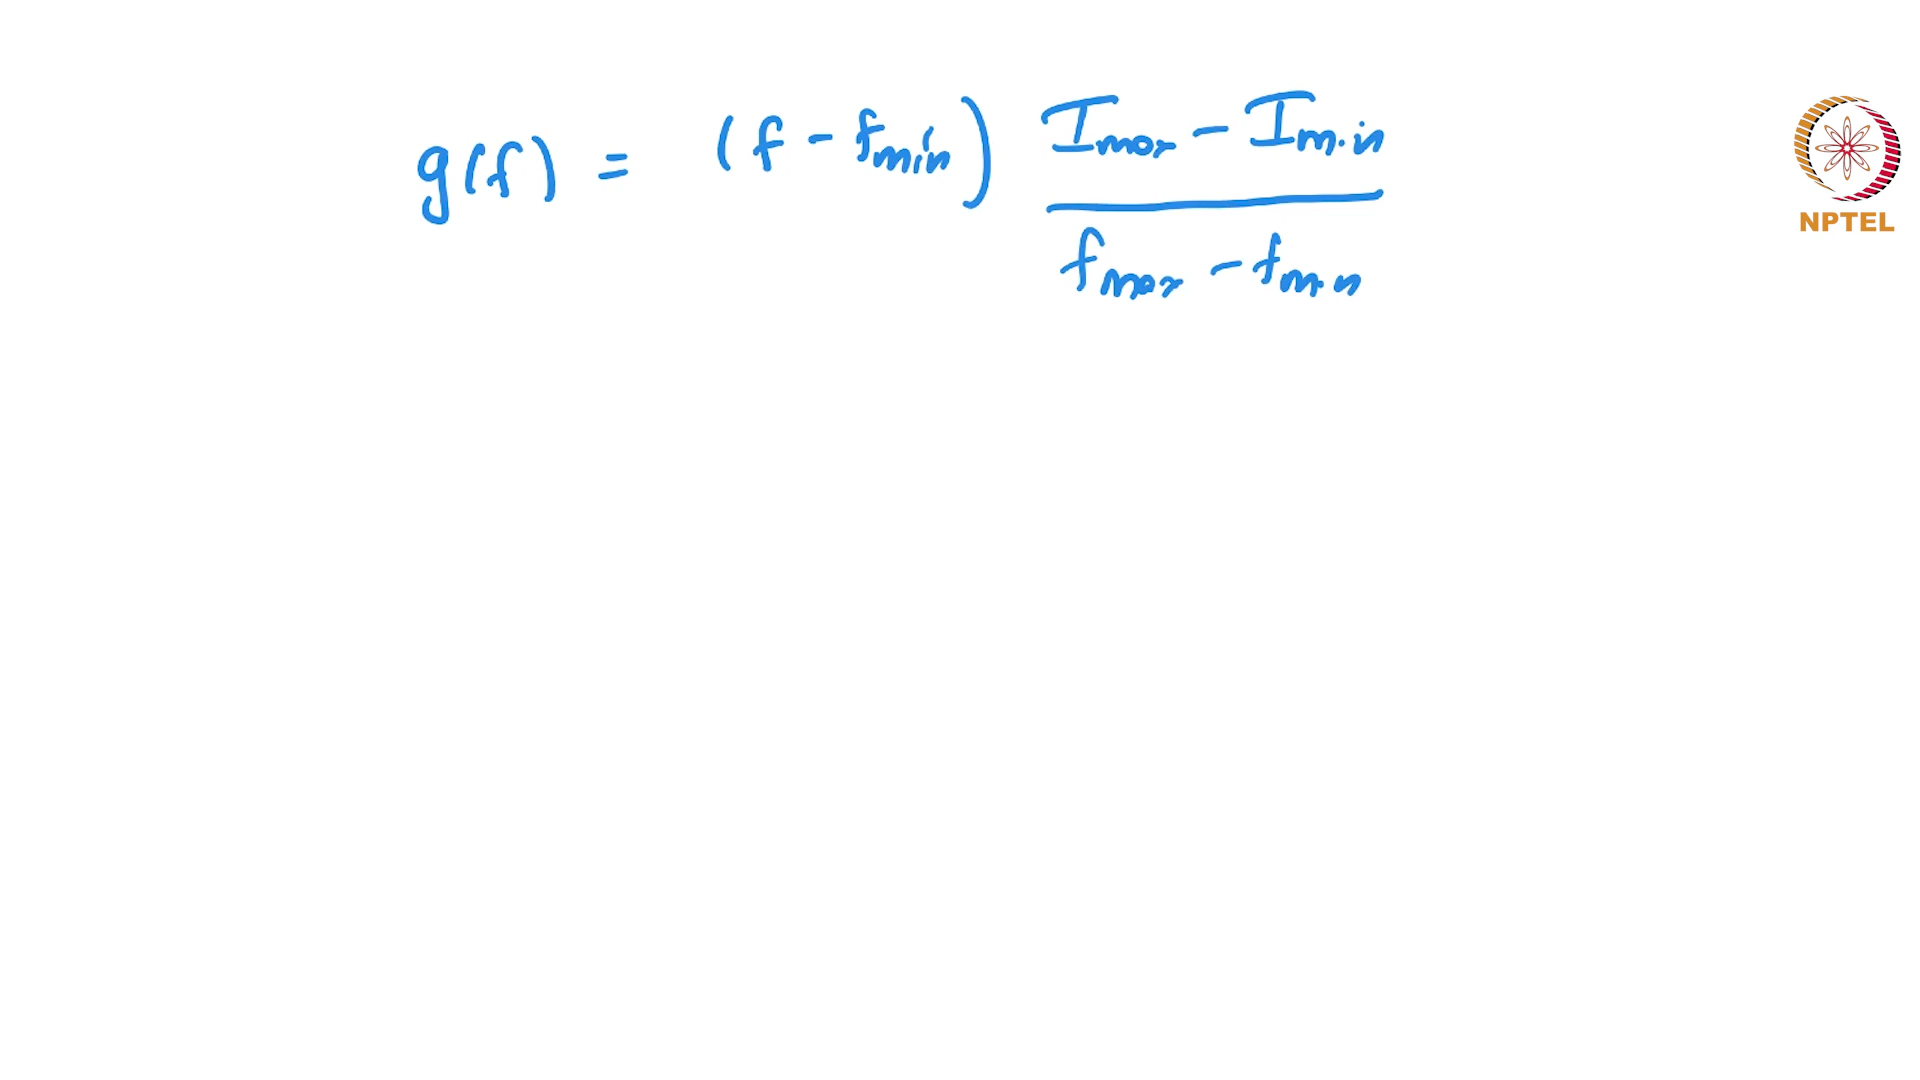 g(f) = (f - fmin) Imax - Imin
fmax - fmin
NPTEL